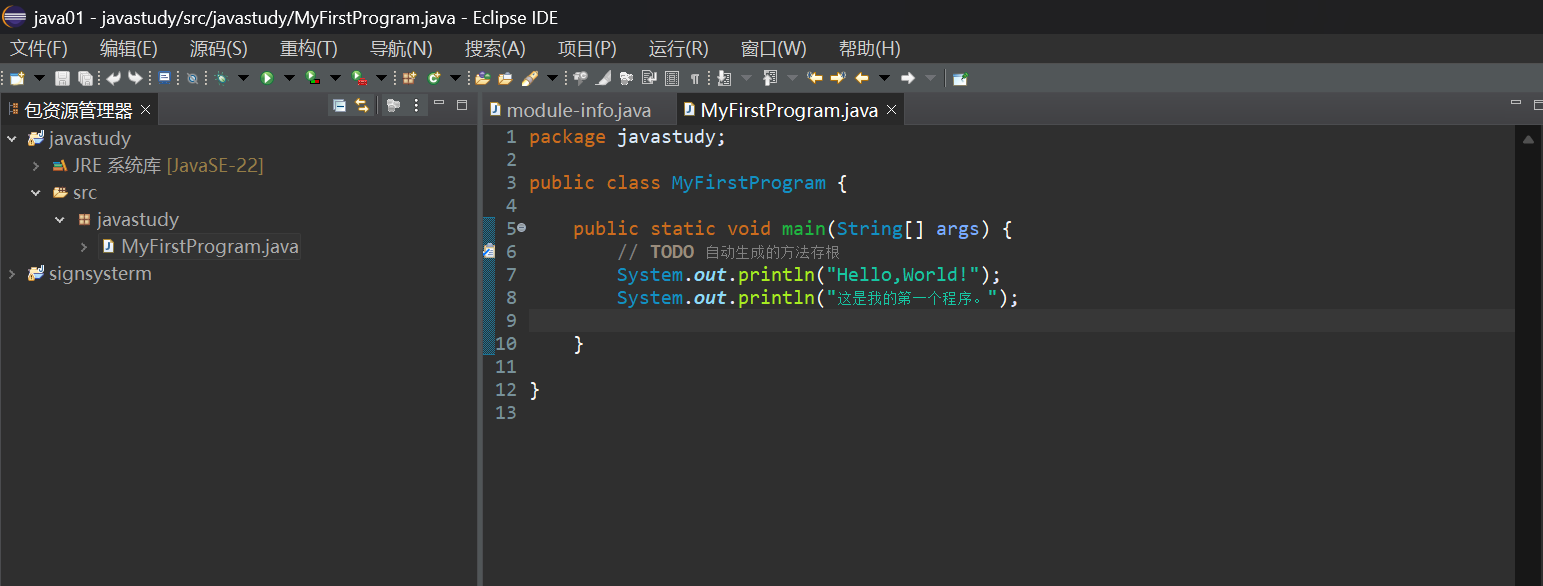 java01 - javastudy/src/javastudy/MyFirstProgram.java - Eclipse IDE
文件(F) 编辑(E) 源码(S) 重构(T) 导航(N) 搜索(A) 项目(P) 运行(R) 窗口(W) 帮助(H)
包资源管理器
javastudy
JRE 系统库 [JavaSE-22]
src
javastudy
MyFirstProgram.java
signsysterm
module-info.java MyFirstProgram.java
1 package javastudy;
2
3 public class MyFirstProgram {
4
5 public static void main(String[] args) {
6 // TODO 自动生成的方法存根
7 System.out.println("Hello,World!");
8 System.out.println("这是我的第一个程序。");
9
10 }
11
12 }
13